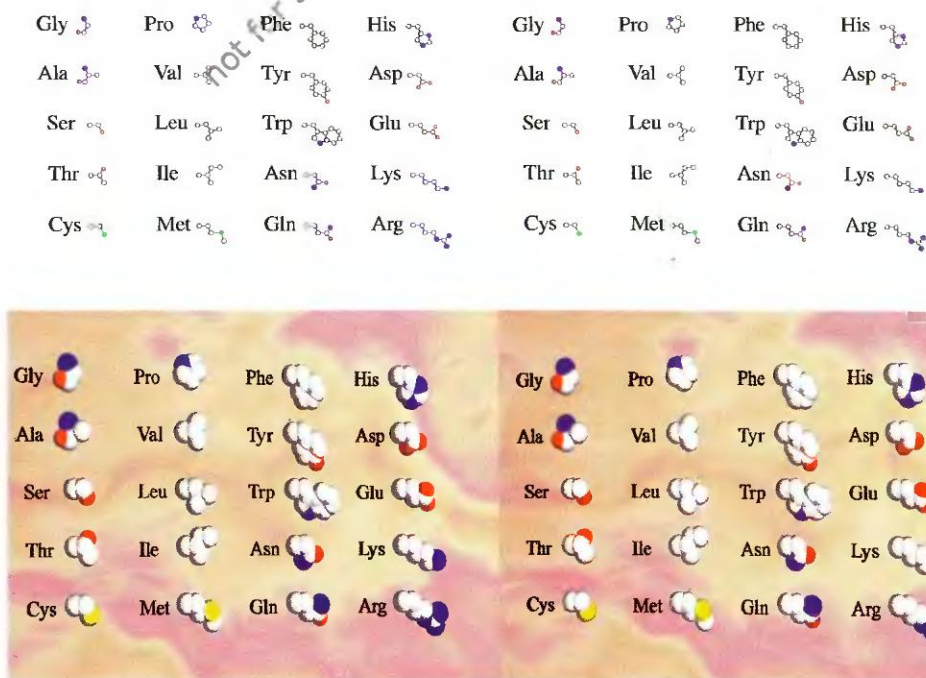 Gly Pro Phe His Gly Pro Phe His
Ala Val Tyr Asp Ala Val Tyr Asp
Ser Leu Trp Glu Ser Leu Trp Glu
Thr Ile Asn Lys Thr Ile Asn Lys
Cys Met Gln Arg Cys Met Gln Arg
not for
Gly Pro Phe His Gly Pro Phe His
Ala Val Tyr Asp Ala Val Tyr Asp
Ser Leu Trp Glu Ser Leu Trp Glu
Thr Ile Asn Lys Thr Ile Asn Lys
Cys Met Gln Arg Cys Met Gln Arg